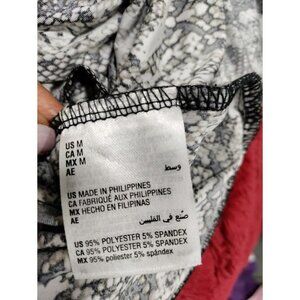 US M
CA M
MX M
AE وسط
US MADE IN PHILIPPINES
CA FABRIQUÉ AUX PHILIPPINES
MX HECHO EN FILIPINAS
AE صنع في الفلبين
US 95% POLYESTER 5% SPANDEX
CA 95% POLYESTER 5% SPANDEX
MX 95% poliester 5% spándex